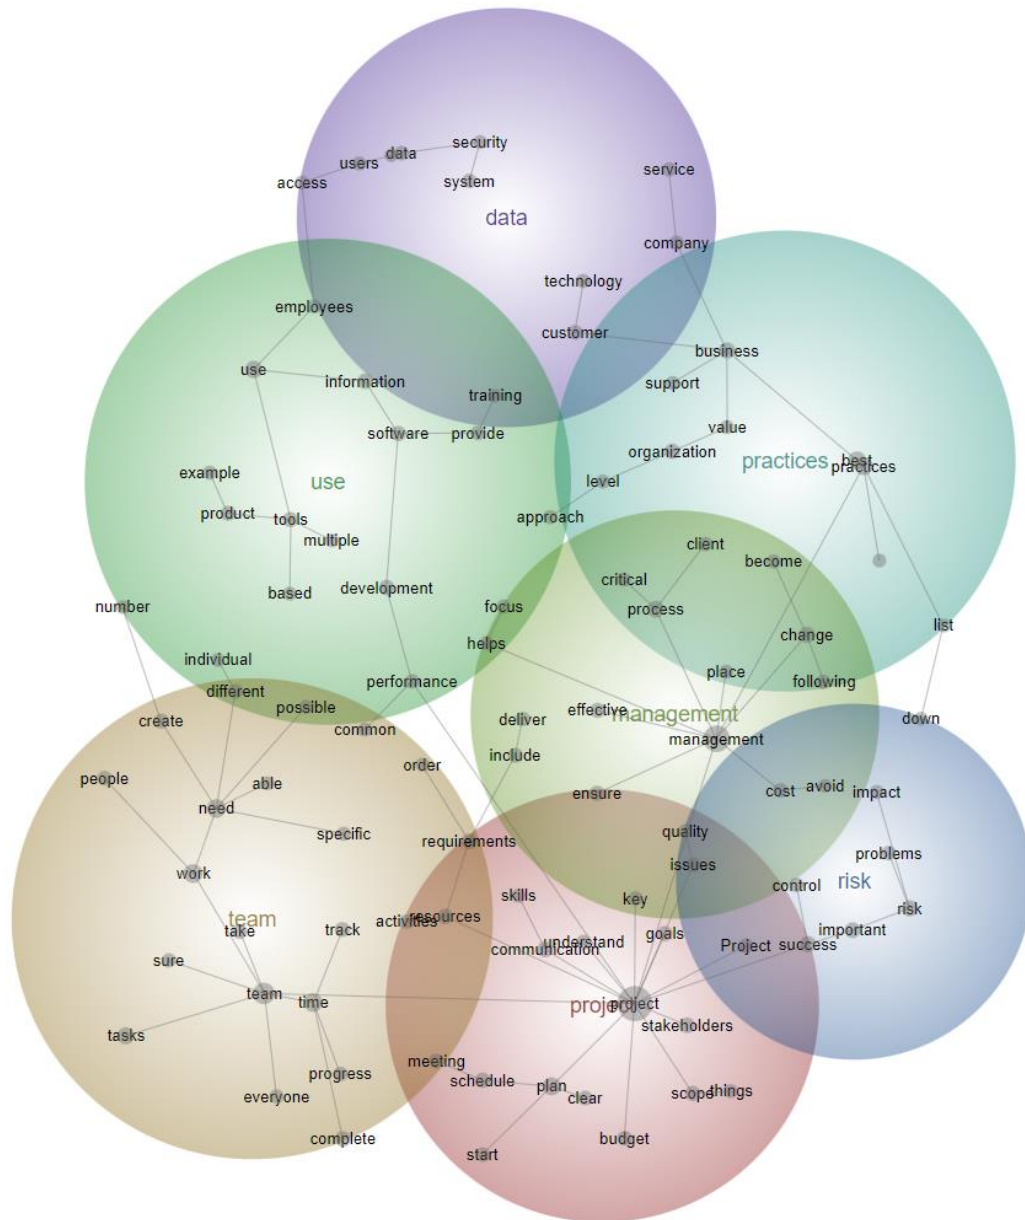 security
data
users
service
system
access
data
company
technology
employees
customer
business
use
information
support
training
value
software
provide
organization
best
practices
practices
example
use
level
product
tools
approach
multiple
client
become
critical
development
based
focus
process
number
list
change
helps
individual
place
performance
following
different
possible
effective
management
deliver
down
create
common
management
include
order
people
able
cost
avoid
impact
ensure
need
specific
quality
requirements
problems
issues
work
risk
control
skills
key
risk
resources
team
activities
take
track
goals
important
understand
Project
success
communication
sure
team
time
project
project
stakeholders
tasks
meeting
progress
schedule
plan
clear
scope
things
everyone
complete
budget
start